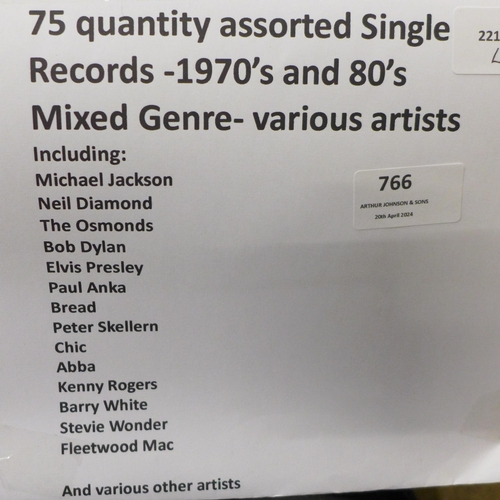 75 quantity assorted Single
Records -1970's and 80's
Mixed Genre- various artists
Including:
Michael Jackson
Neil Diamond
The Osmonds
Bob Dylan
Elvis Presley
Paul Anka
Bread
Peter Skellern
Chic
Abba
Kenny Rogers
Barry White
Stevie Wonder
Fleetwood Mac
And various other artists
221
766
ARTHUR JOHNSON & SONS
20th April 2024